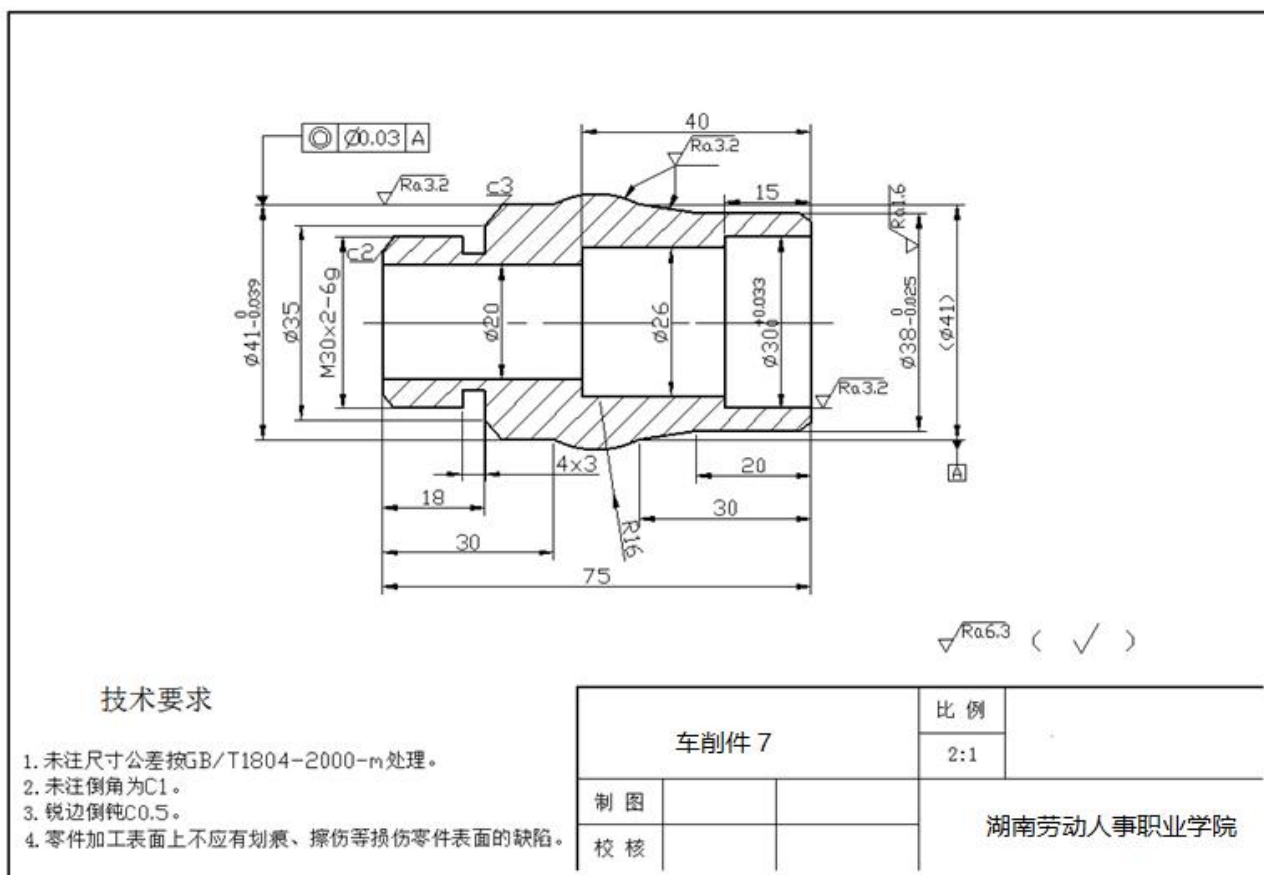 40
Ø0.03 A
Ra3.2
Ra3.2
c3
15
Ra1.6
c2
Ø41-0.039 0
Ø35
M30x2-6g
Ø20
Ø26
Ø30 +0.033 0
Ø38-0.025 0
(Ø41)
Ra3.2
4x3
20
A
18
30
R16
30
75
Ra6.3 ( √ )
技术要求
1.未注尺寸公差按GB/T1804-2000-m处理。
2.未注倒角为C1。
3.锐边倒钝C0.5。
4.零件加工表面上不应有划痕、擦伤等损伤零件表面的缺陷。
车削件7
比例
2:1
制图
校核
湖南劳动人事职业学院